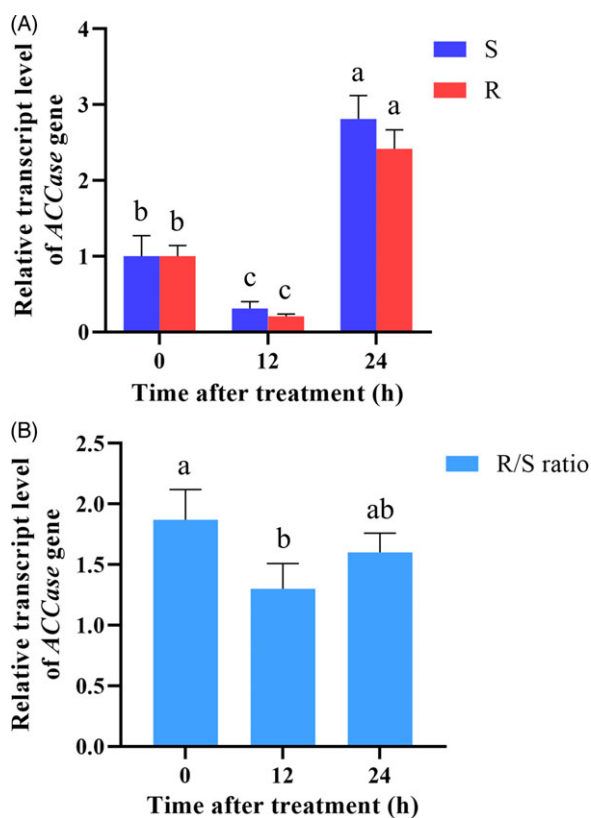 (A)
4
3
2
1
0
Relative transcript level
of ACCase gene
b b
c c
a a
S
R
0 12 24
Time after treatment (h)
(B)
2.5
2.0
1.5
1.0
0.5
0.0
Relative transcript level
of ACCase gene
a
b
ab
R/S ratio
0 12 24
Time after treatment (h)